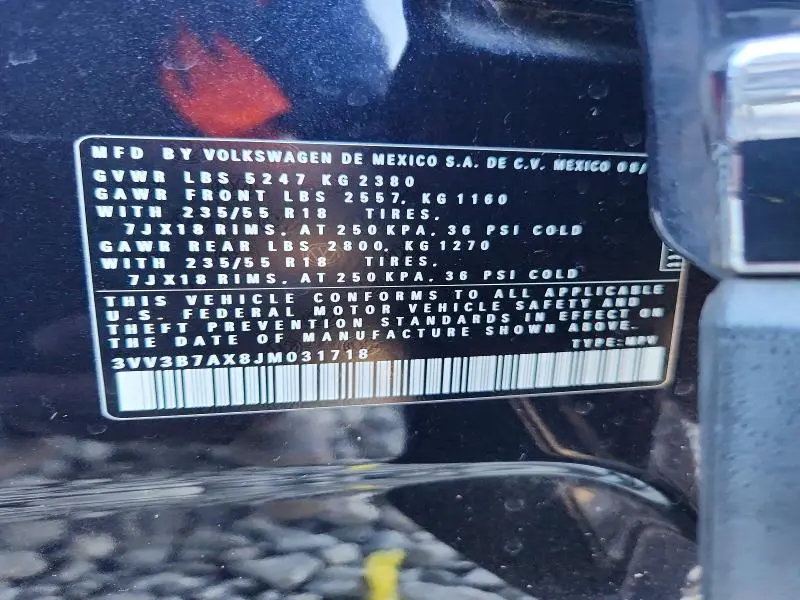 MFD BY VOLKSWAGEN DE MEXICO S.A. DE C.V. MEXICO
GVWR LBS 5247 KG 2380
GAWR FRONT LBS 2557, KG 1160
WITH 235/55 R18 TIRES,
7JX18 RIMS, AT 250 KPA, 36 PSI COLD
GAWR REAR LBS 2800, KG 1270
WITH 235/55 R18 TIRES,
7JX18 RIMS, AT 250 KPA, 36 PSI COLD
THIS VEHICLE CONFORMS TO ALL APPLICABLE
U.S. FEDERAL MOTOR VEHICLE SAFETY AND
THEFT PREVENTION STANDARDS IN EFFECT ON
THE DATE OF MANUFACTURE SHOWN ABOVE.
3VV3B7AX8JM031718 TYPE:MPV